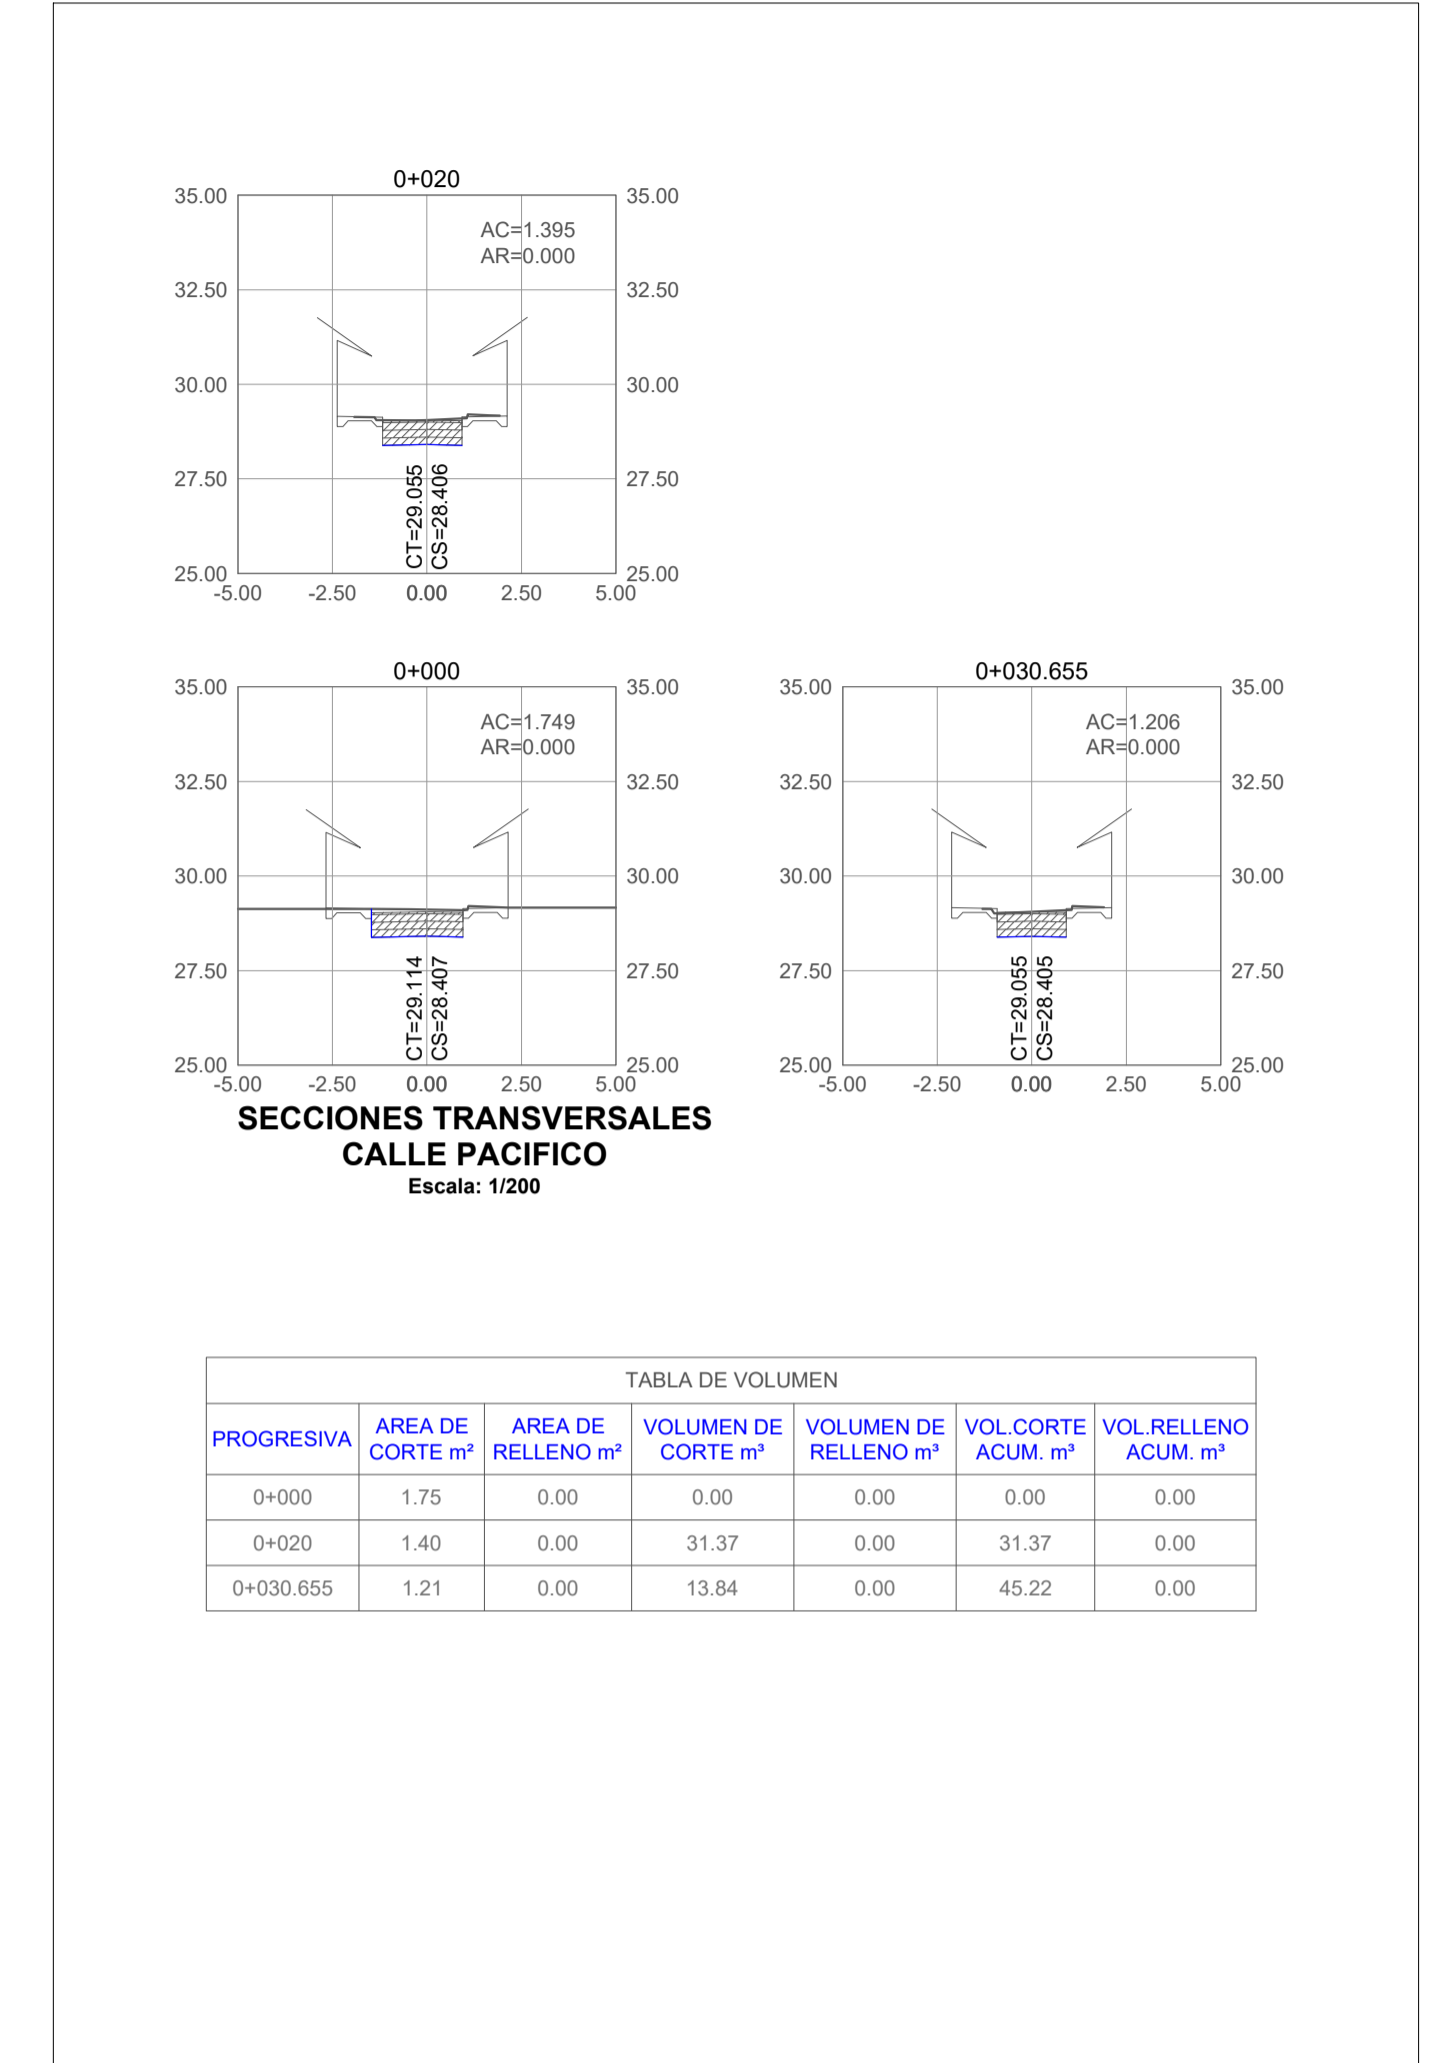 0+020
35.00
35.00
AC=1.395
AR=0.000
32.50
32.50
30.00
30.00
27.50
27.50
CT=29.055
CS=28.406
25.00
25.00
-5.00
-2.50
0.00
2.50
5.00
0+000
35.00
35.00
AC=1.749
AR=0.000
32.50
32.50
30.00
30.00
27.50
27.50
CT=29.114
CS=28.407
25.00
25.00
-5.00
-2.50
0.00
2.50
5.00
0+030.655
35.00
35.00
AC=1.206
AR=0.000
32.50
32.50
30.00
30.00
27.50
27.50
CT=29.055
CS=28.405
25.00
25.00
-5.00
-2.50
0.00
2.50
5.00
SECCIONES TRANSVERSALES
CALLE PACIFICO
Escala: 1/200
TABLA DE VOLUMEN
PROGRESIVA
AREA DE
CORTE m²
AREA DE
RELLENO m²
VOLUMEN DE
CORTE m³
VOLUMEN DE
RELLENO m³
VOL.CORTE
ACUM. m³
VOL.RELLENO
ACUM. m³
0+000 1.75 0.00 0.00 0.00 0.00 0.00
0+020 1.40 0.00 31.37 0.00 31.37 0.00
0+030.655 1.21 0.00 13.84 0.00 45.22 0.00